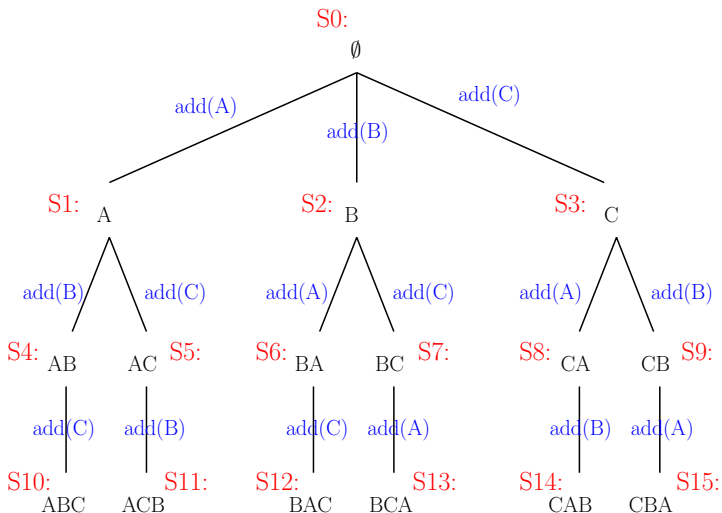 S0:
∅
add(A) add(B) add(C)
S1: A S2: B S3: C
add(B) add(C) add(A) add(C) add(A) add(B)
S4: AB AC S5: S6: BA BC S7: S8: CA CB S9:
add(C) add(B) add(C) add(A) add(B) add(A)
S10: ABC ACB S11: S12: BAC BCA S13: S14: CAB CBA S15: